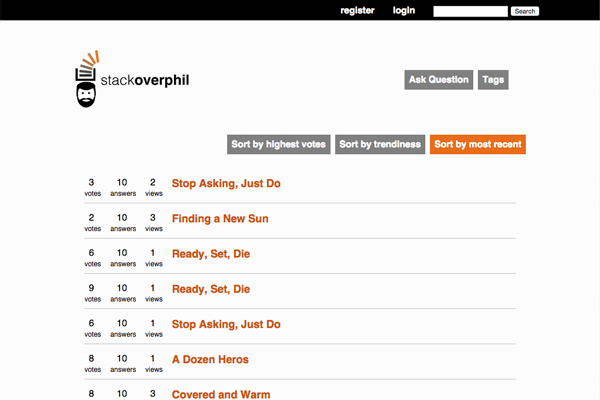 register login Search
stackoverphil
Ask Question Tags
Sort by highest votes Sort by trendiness Sort by most recent
3 10 2 Stop Asking, Just Do
votes answers views
2 10 3 Finding a New Sun
votes answers views
6 10 1 Ready, Set, Die
votes answers views
9 10 1 Ready, Set, Die
votes answers views
6 10 1 Stop Asking, Just Do
votes answers views
8 10 1 A Dozen Heros
votes answers views
8 10 3 Covered and Warm